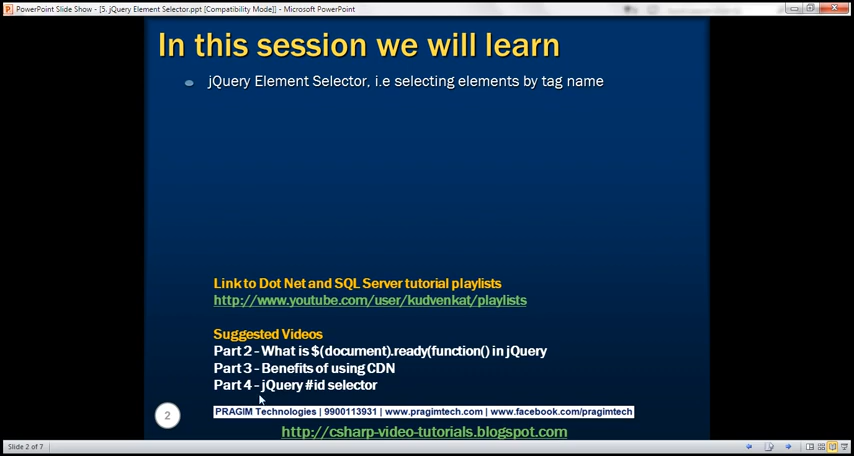 PowerPoint Slide Show - [5. jQuery Element Selector.ppt [Compatibility Mode]] - Microsoft PowerPoint
In this session we will learn
jQuery Element Selector, i.e selecting elements by tag name
Link to Dot Net and SQL Server tutorial playlists
http://www.youtube.com/user/kudvenkat/playlists
Suggested Videos
Part 2 - What is $(document).ready(function() in jQuery
Part 3 - Benefits of using CDN
Part 4 - jQuery #id selector
2
PRAGIM Technologies | 9900113931 | www.pragimtech.com | www.facebook.com/pragimtech
http://csharp-video-tutorials.blogspot.com
Slide 2 of 7